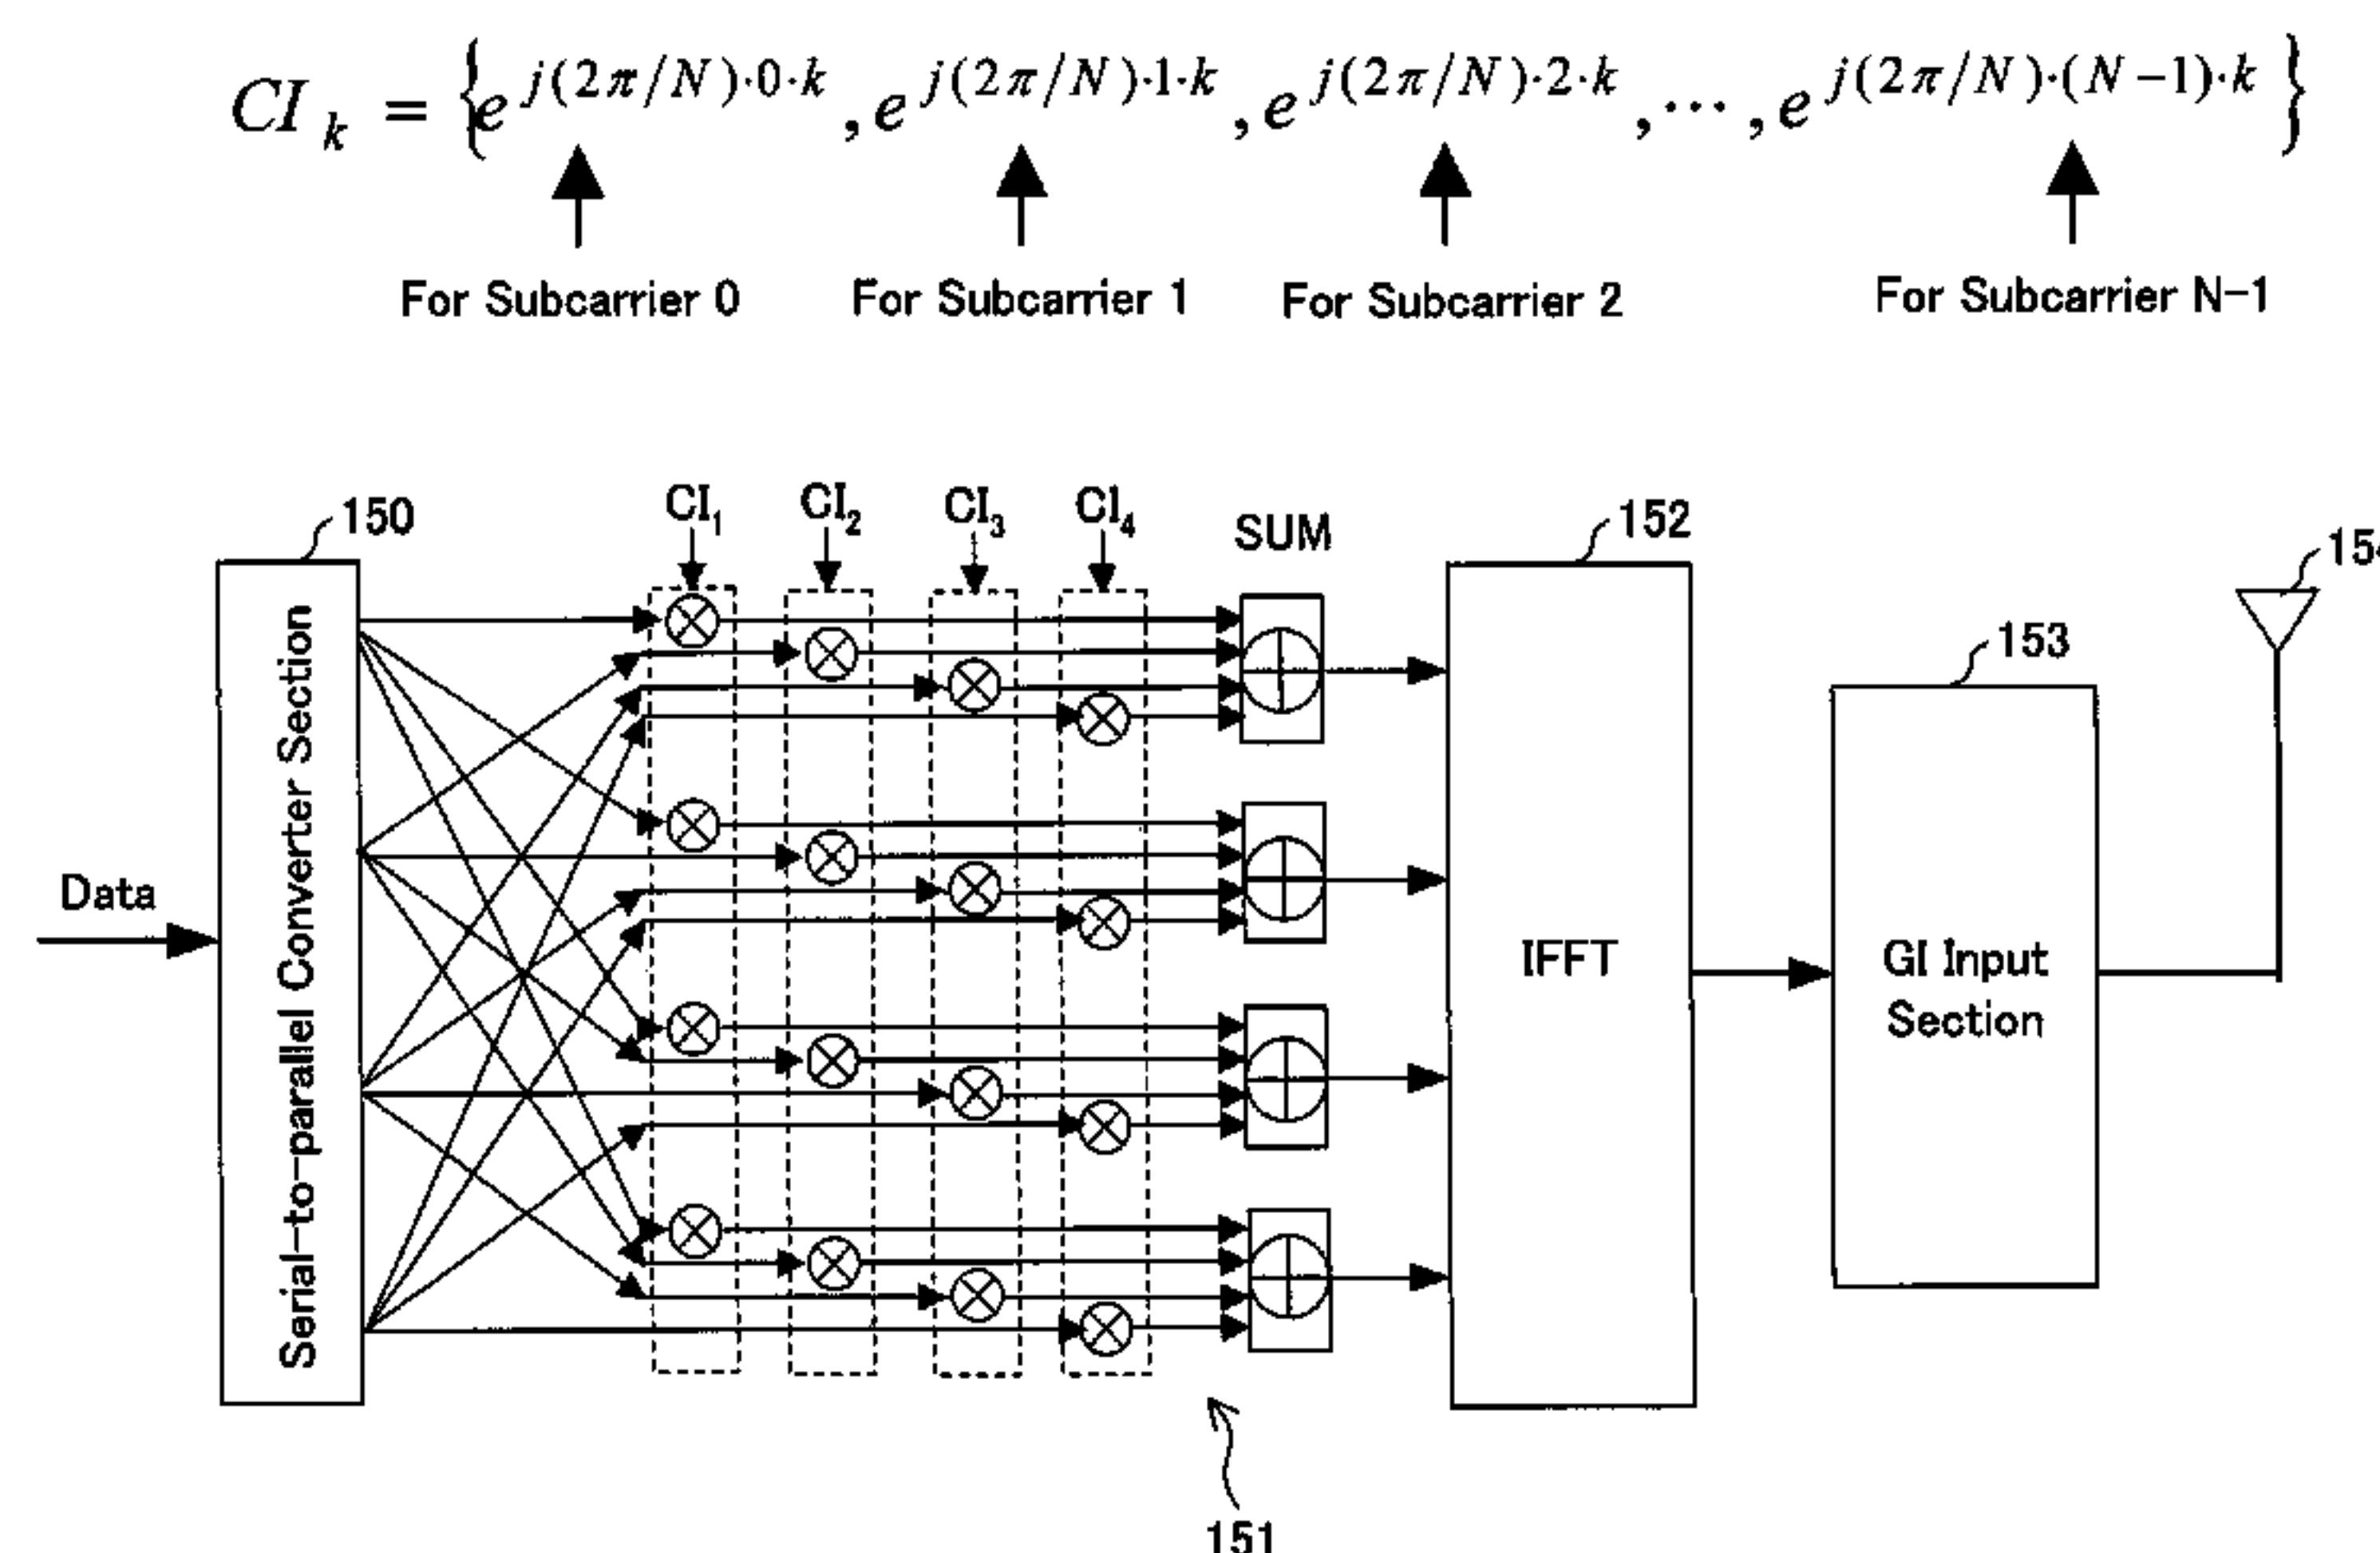 CI k = { e j(2π/N)·0·k , e j(2π/N)·1·k , e j(2π/N)·2·k , ··· , e j(2π/N)·(N−1)·k }
For Subcarrier 0
For Subcarrier 1
For Subcarrier 2
For Subcarrier N-1
150
CI1
CI2
CI3
CI4
SUM
152
153
Data
Serial-to-parallel Converter Section
IFFT
GI Input
Section
151